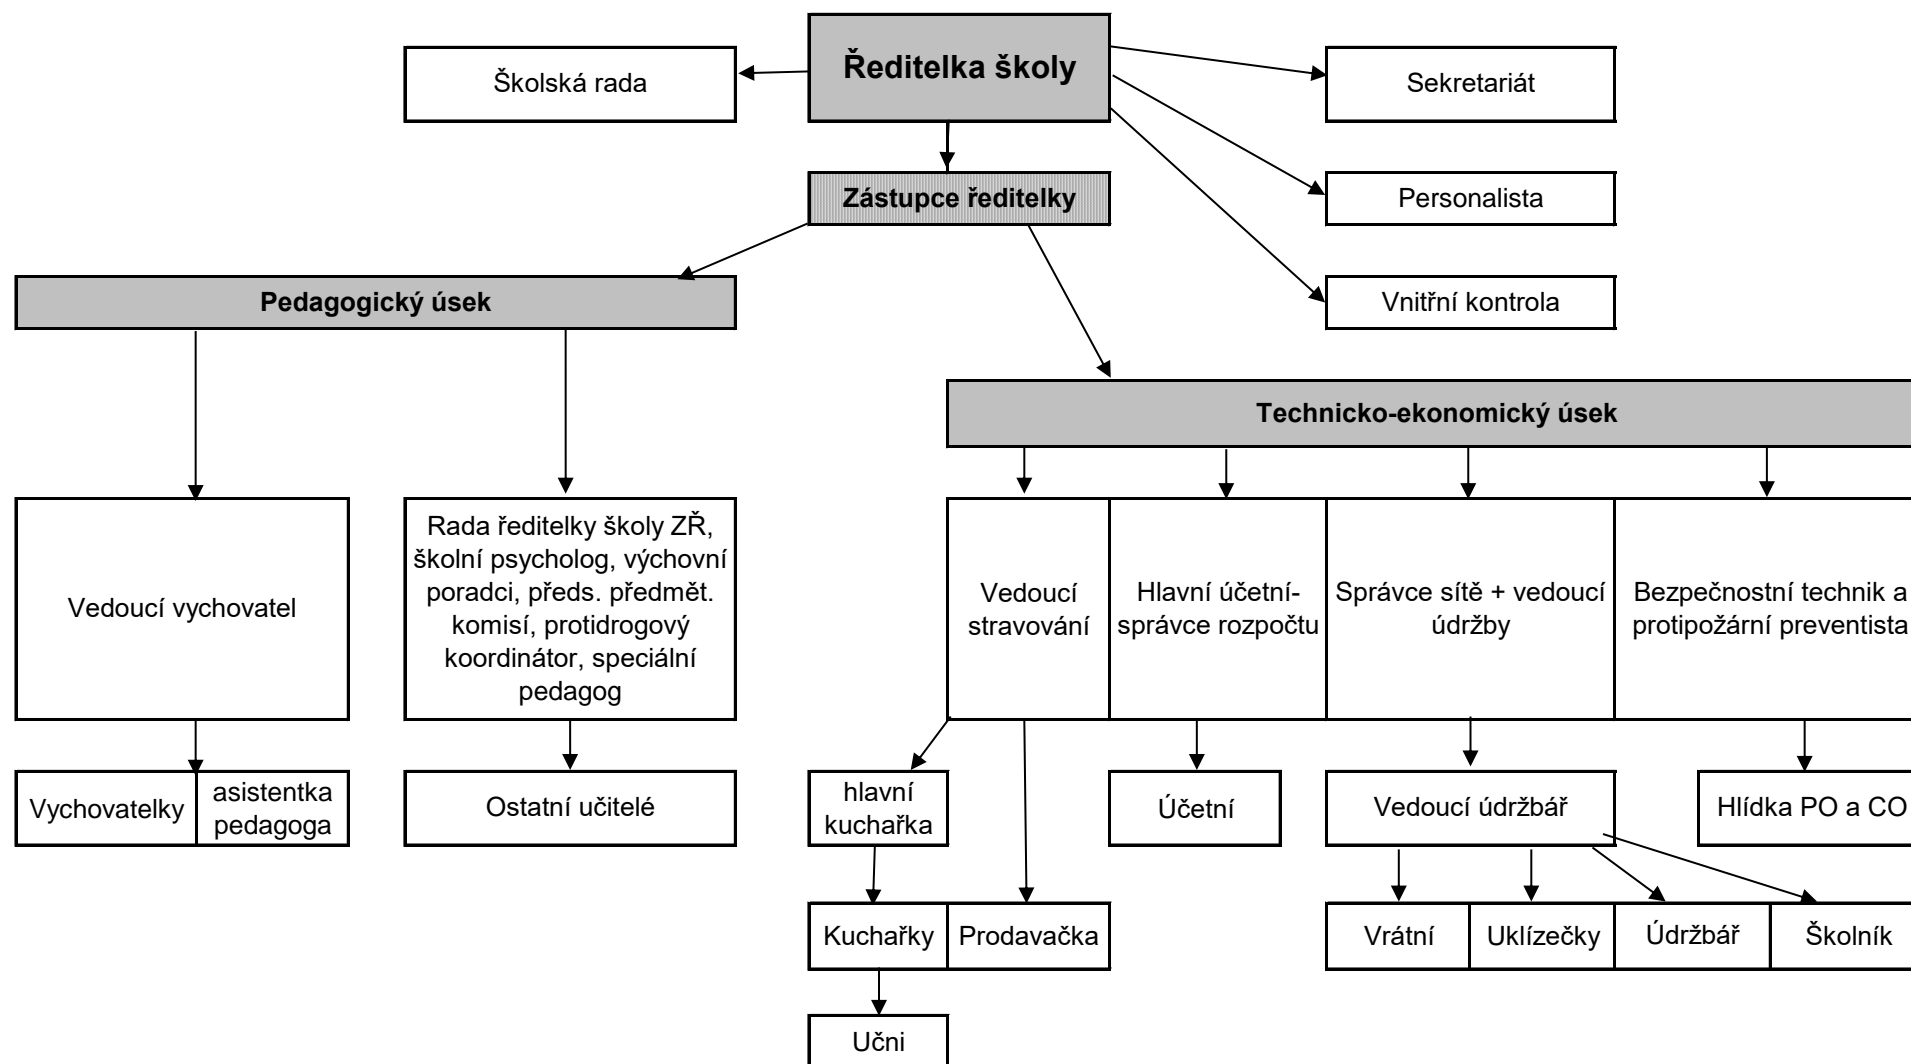 Ředitelka školy
Školská rada
Sekretariát
Zástupce ředitelky
Personalista
Pedagogický úsek
Vnitřní kontrola
Technicko-ekonomický úsek
Vedoucí vychovatel
Rada ředitelky školy ZŘ,
školní psycholog, výchovní
poradci, předs. předmět.
komisí, protidrogový
koordinátor, speciální
pedagog
Vedoucí
stravování
Hlavní účetní-
správce rozpočtu
Správce sítě + vedoucí
údržby
Bezpečnostní technik a
protipožární preventista
Vychovatelky
asistentka
pedagoga
Ostatní učitelé
hlavní
kuchařka
Účetní
Vedoucí údržbář
Hlídka PO a CO
Kuchařky
Prodavačka
Vrátní
Uklízečky
Údržbář
Školník
Učni